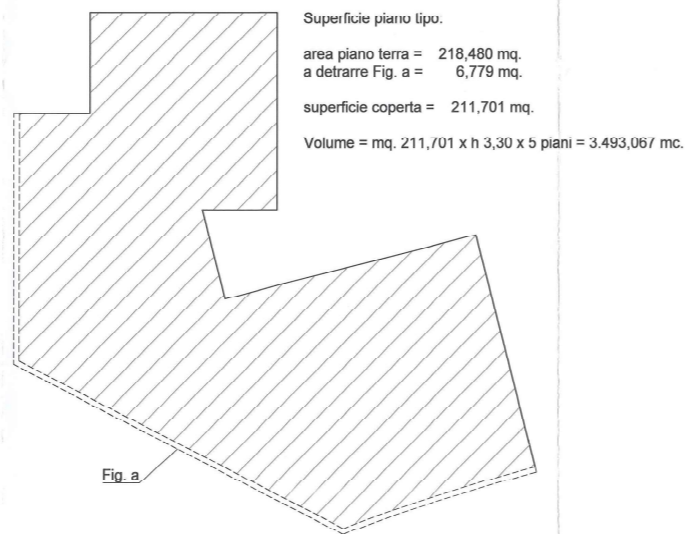 Superficie piano tipo:
area piano terra = 218,480 mq.
a detrarre Fig. a = 6,779 mq.
superficie coperta = 211,701 mq.
Volume = mq. 211,701 x h 3,30 x 5 piani = 3.493,067 mc.
Fig. a